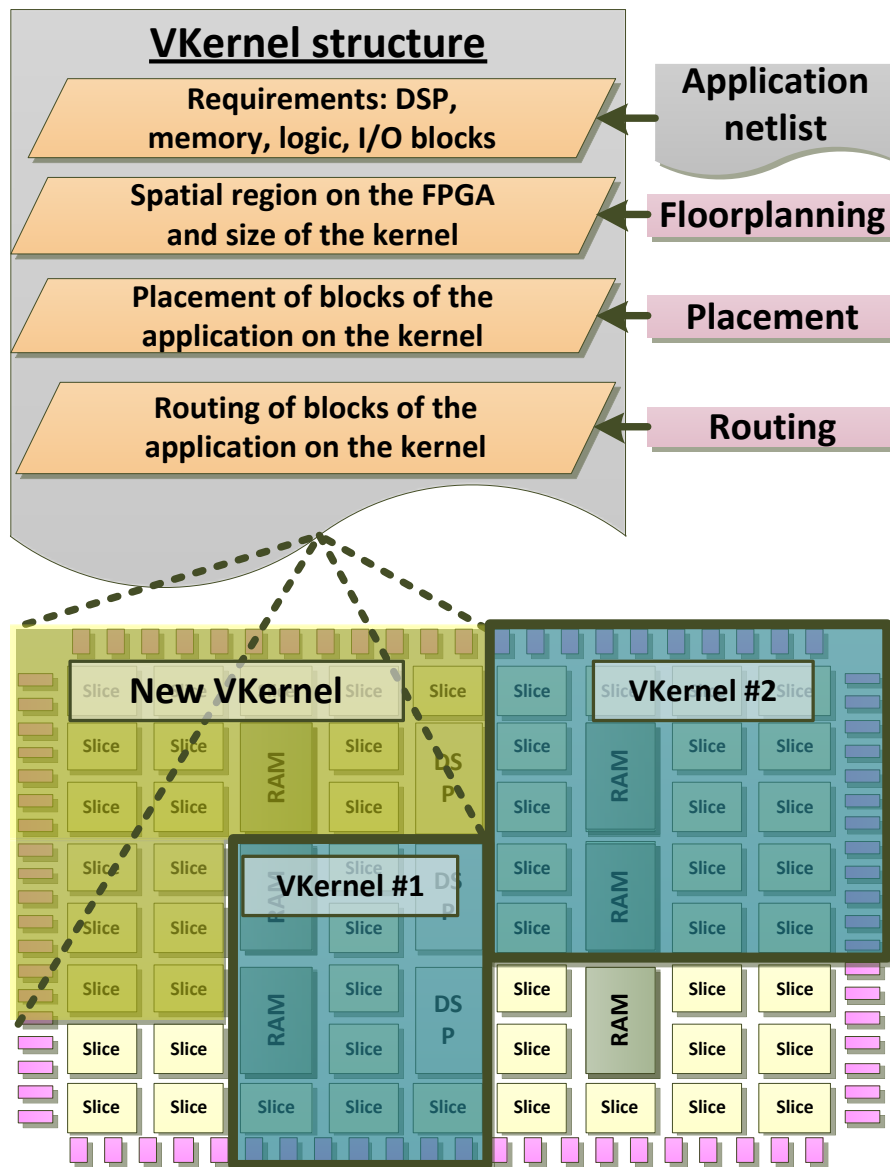 VKernel structure
Requirements: DSP,
memory, logic, I/O blocks
Application
netlist
Spatial region on the FPGA
and size of the kernel
Floorplanning
Placement of blocks of the
application on the kernel
Placement
Routing of blocks of the
application on the kernel
Routing
New VKernel
VKernel #2
Slice Slice Slice Slice Slice Slice Slice Slice Slice
Slice Slice RAM Slice DS
P Slice RAM Slice Slice
Slice Slice Slice Slice Slice Slice
VKernel #1
Slice Slice RAM Slice DS
P Slice RAM Slice Slice
Slice Slice Slice Slice Slice Slice
Slice Slice RAM Slice DS
P Slice RAM Slice Slice
Slice Slice Slice Slice Slice Slice
Slice Slice Slice Slice Slice Slice Slice Slice Slice